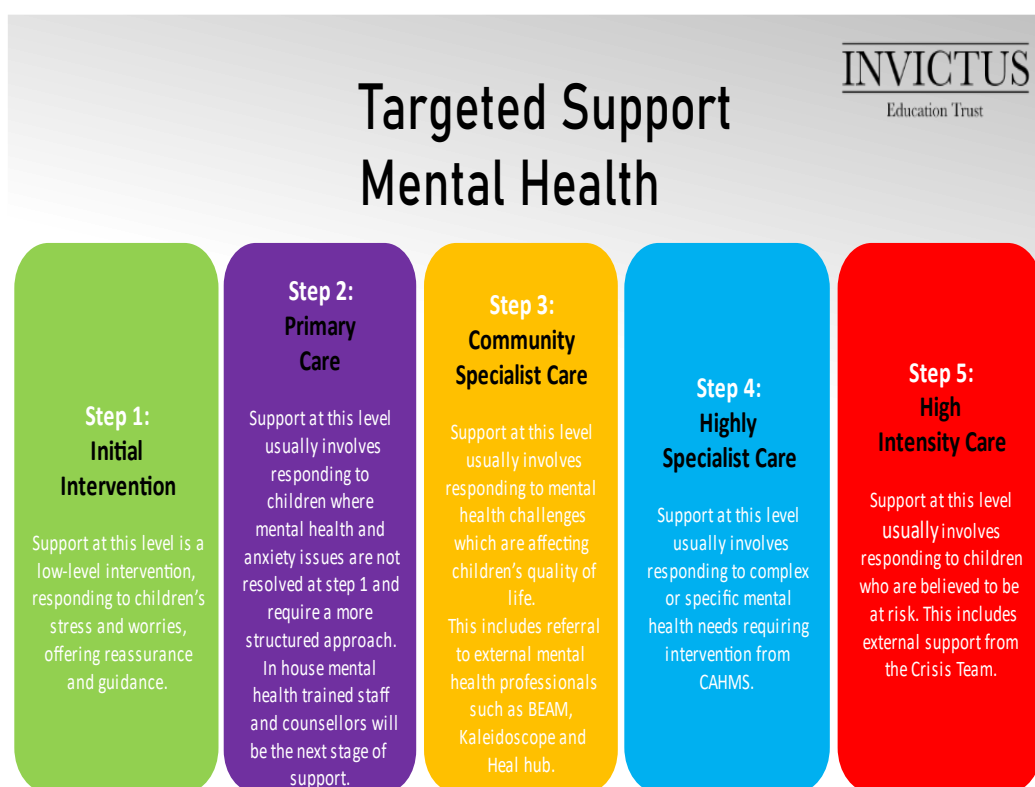 INVICTUS
Education Trust
Targeted Support
Mental Health
Step 1:
Initial
Intervention
Support at this level is a
low-level intervention,
responding to children’s
stress and worries,
offering reassurance
and guidance.
Step 2:
Primary
Care
Support at this level
usually involves
responding to
children where
mental health and
anxiety issues are not
resolved at step 1 and
require a more
structured approach.
In house mental
health trained staff
and counsellors will
be the next stage of
support.
Step 3:
Community
Specialist Care
Support at this level
usually involves
responding to mental
health challenges
which are affecting
children’s quality of
life.
This includes referral
to external mental
health professionals
such as BEAM,
Kaleidoscope and
Heal hub.
Step 4:
Highly
Specialist Care
Support at this level
usually involves
responding to complex
or specific mental
health needs requiring
intervention from
CAHMS.
Step 5:
High
Intensity Care
Support at this level
usually involves
responding to children
who are believed to be
at risk. This includes
external support from
the Crisis Team.